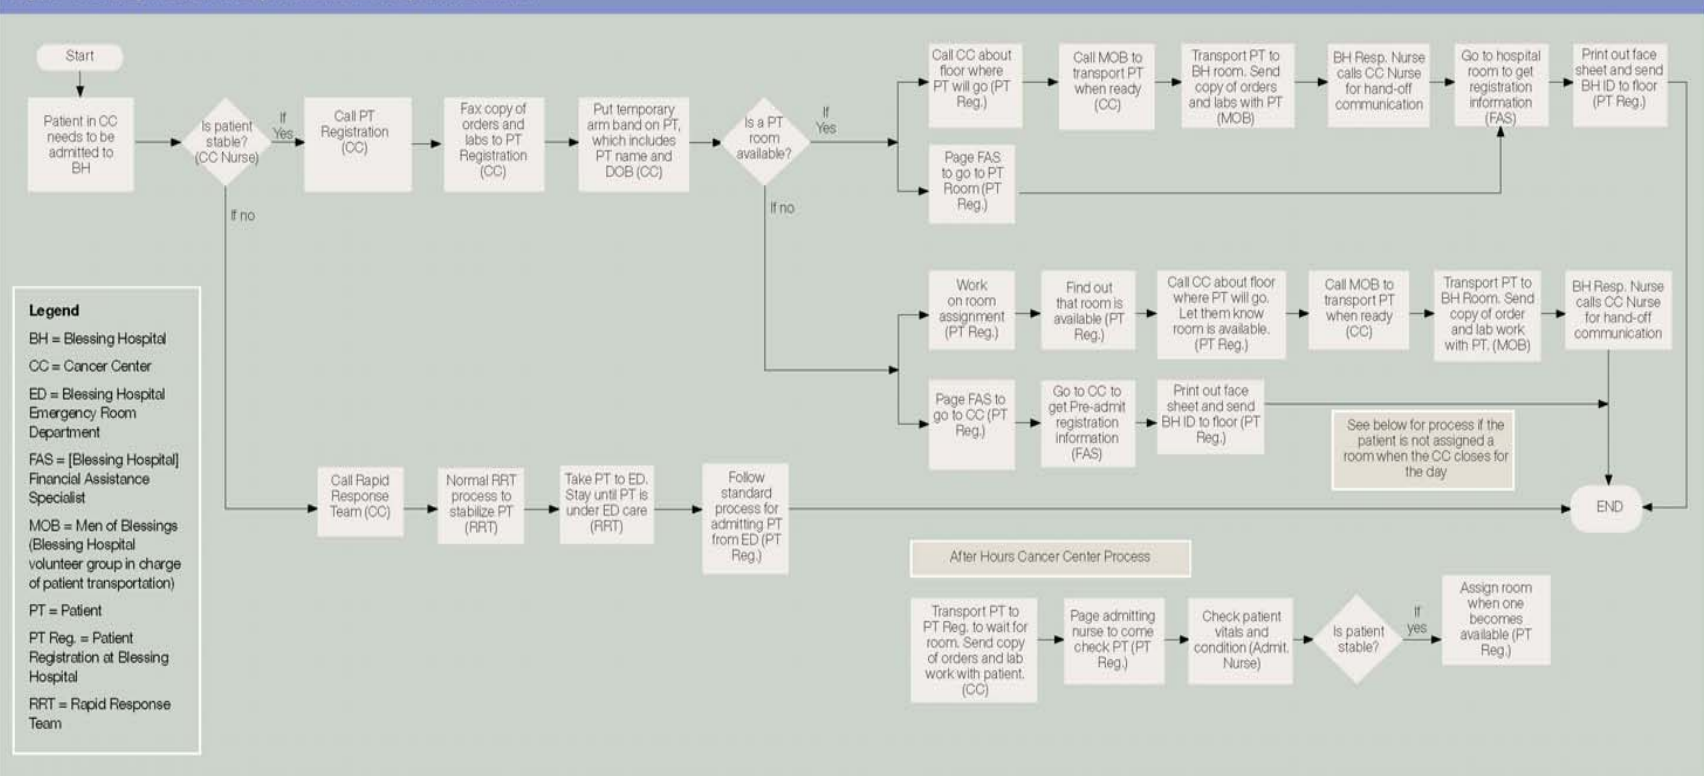 Start
Patient in CC
needs to be
admitted to
BH
Is patient
stable?
(CC Nurse)
If
Yes
If no
Call PT
Registration
(CC)
Fax copy of
orders and
labs to PT
Registration
(CC)
Put temporary
arm band on PT,
which includes
PT name and
DOB (CC)
Is a PT
room
available?
If
Yes
If no
Call CC about
floor where
PT will go (PT
Reg.)
Call MOB to
transport PT
when ready
(CC)
Transport PT to
BH room. Send
copy of orders
and labs with PT
(MOB)
BH Resp. Nurse
calls CC Nurse
for hand-off
communication
Go to hospital
room to get
registration
information
(FAS)
Print out face
sheet and send
BH ID to floor
(PT Reg.)
Page FAS
to go to PT
Room (PT
Reg.)
Work
on room
assignment
(PT Reg.)
Find out
that room is
available (PT
Reg.)
Call CC about floor
where PT will go.
Let them know
room is available.
(PT Reg.)
Call MOB to
transport PT
when ready
(CC)
Transport PT to
BH Room. Send
copy of order
and lab work
with PT. (MOB)
BH Resp. Nurse
calls CC Nurse
for hand-off
communication
Page FAS to
go to CC (PT
Reg.)
Go to CC to
get Pre-admit
registration
information
(FAS)
Print out face
sheet and send
BH ID to floor (PT
Reg.)
See below for process if the
patient is not assigned a
room when the CC closes for
the day
Call Rapid
Response
Team (CC)
Normal RRT
process to
stabilize PT
(RRT)
Take PT to ED.
Stay until PT is
under ED care
(RRT)
Follow
standard
process for
admitting PT
from ED (PT
Reg.)
END
After Hours Cancer Center Process
Transport PT to
PT Reg. to wait for
room. Send copy
of orders and lab
work with patient.
(CC)
Page admitting
nurse to come
check PT (PT
Reg.)
Check patient
vitals and
condition (Admit.
Nurse)
Is patient
stable?
If
yes
Assign room
when one
becomes
available (PT
Reg.)
Legend
BH = Blessing Hospital
CC = Cancer Center
ED = Blessing Hospital
Emergency Room
Department
FAS = [Blessing Hospital]
Financial Assistance
Specialist
MOB = Men of Blessings
(Blessing Hospital
volunteer group in charge
of patient transportation)
PT = Patient
PT Reg. = Patient
Registration at Blessing
Hospital
RRT = Rapid Response
Team